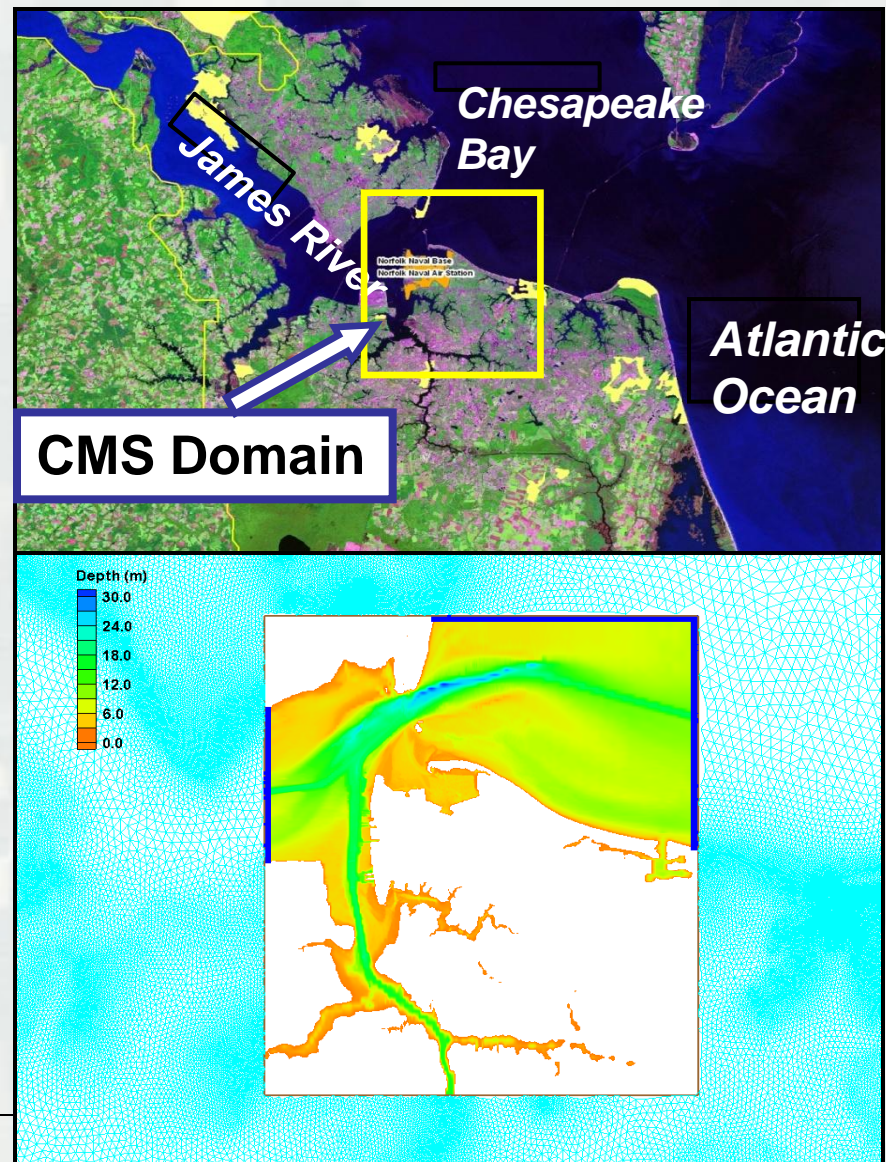 Chesapeake
Bay
James River
Norfolk Naval Base
Norfolk Naval Air Station
Atlantic
Ocean
CMS Domain
Depth (m)
30.0
24.0
18.0
12.0
6.0
0.0